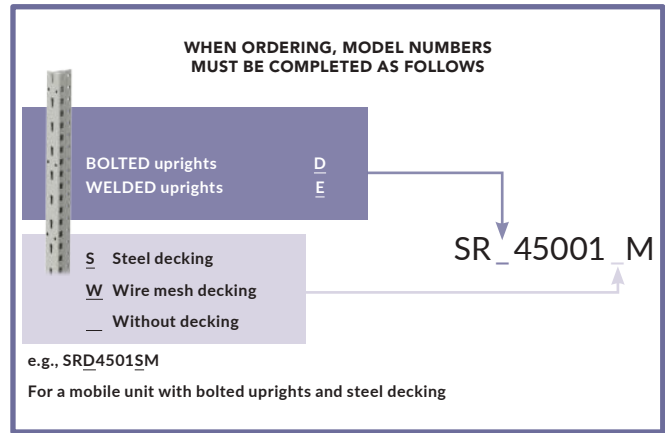 WHEN ORDERING, MODEL NUMBERS
MUST BE COMPLETED AS FOLLOWS
BOLTED uprights D
WELDED uprights E
SR_45001_M
S Steel decking
W Wire mesh decking
__ Without decking
e.g., SRD4501SM
For a mobile unit with bolted uprights and steel decking